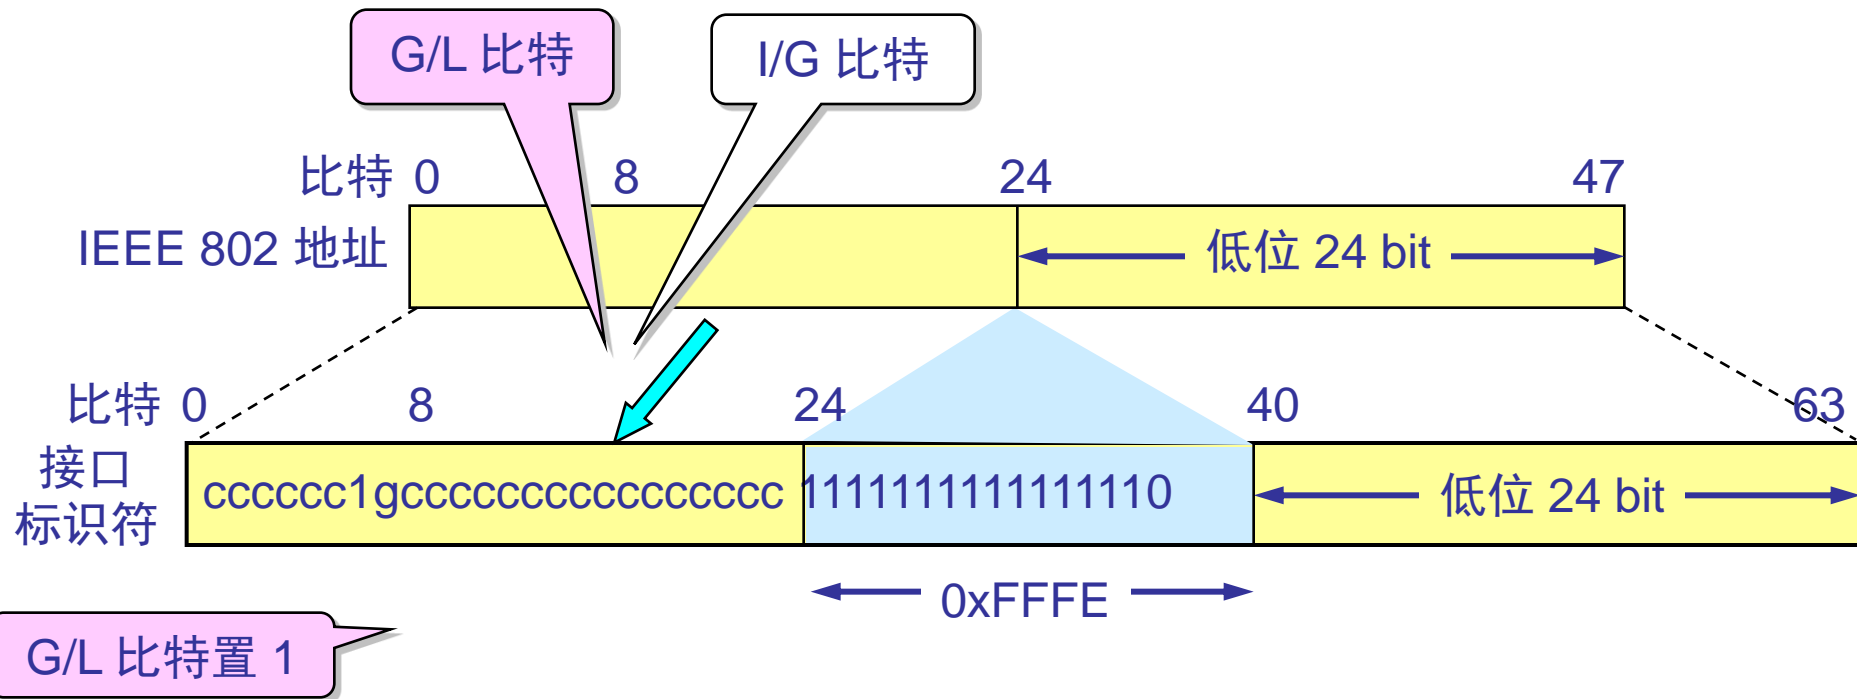 G/L 比特
I/G 比特
比特 0 8 24 47
IEEE 802 地址
低位 24 bit
比特 0 8 24 40 63
接口
标识符
cccccc1gcccccccccccccccc 1111111111111110
低位 24 bit
0xFFFE
G/L 比特置 1